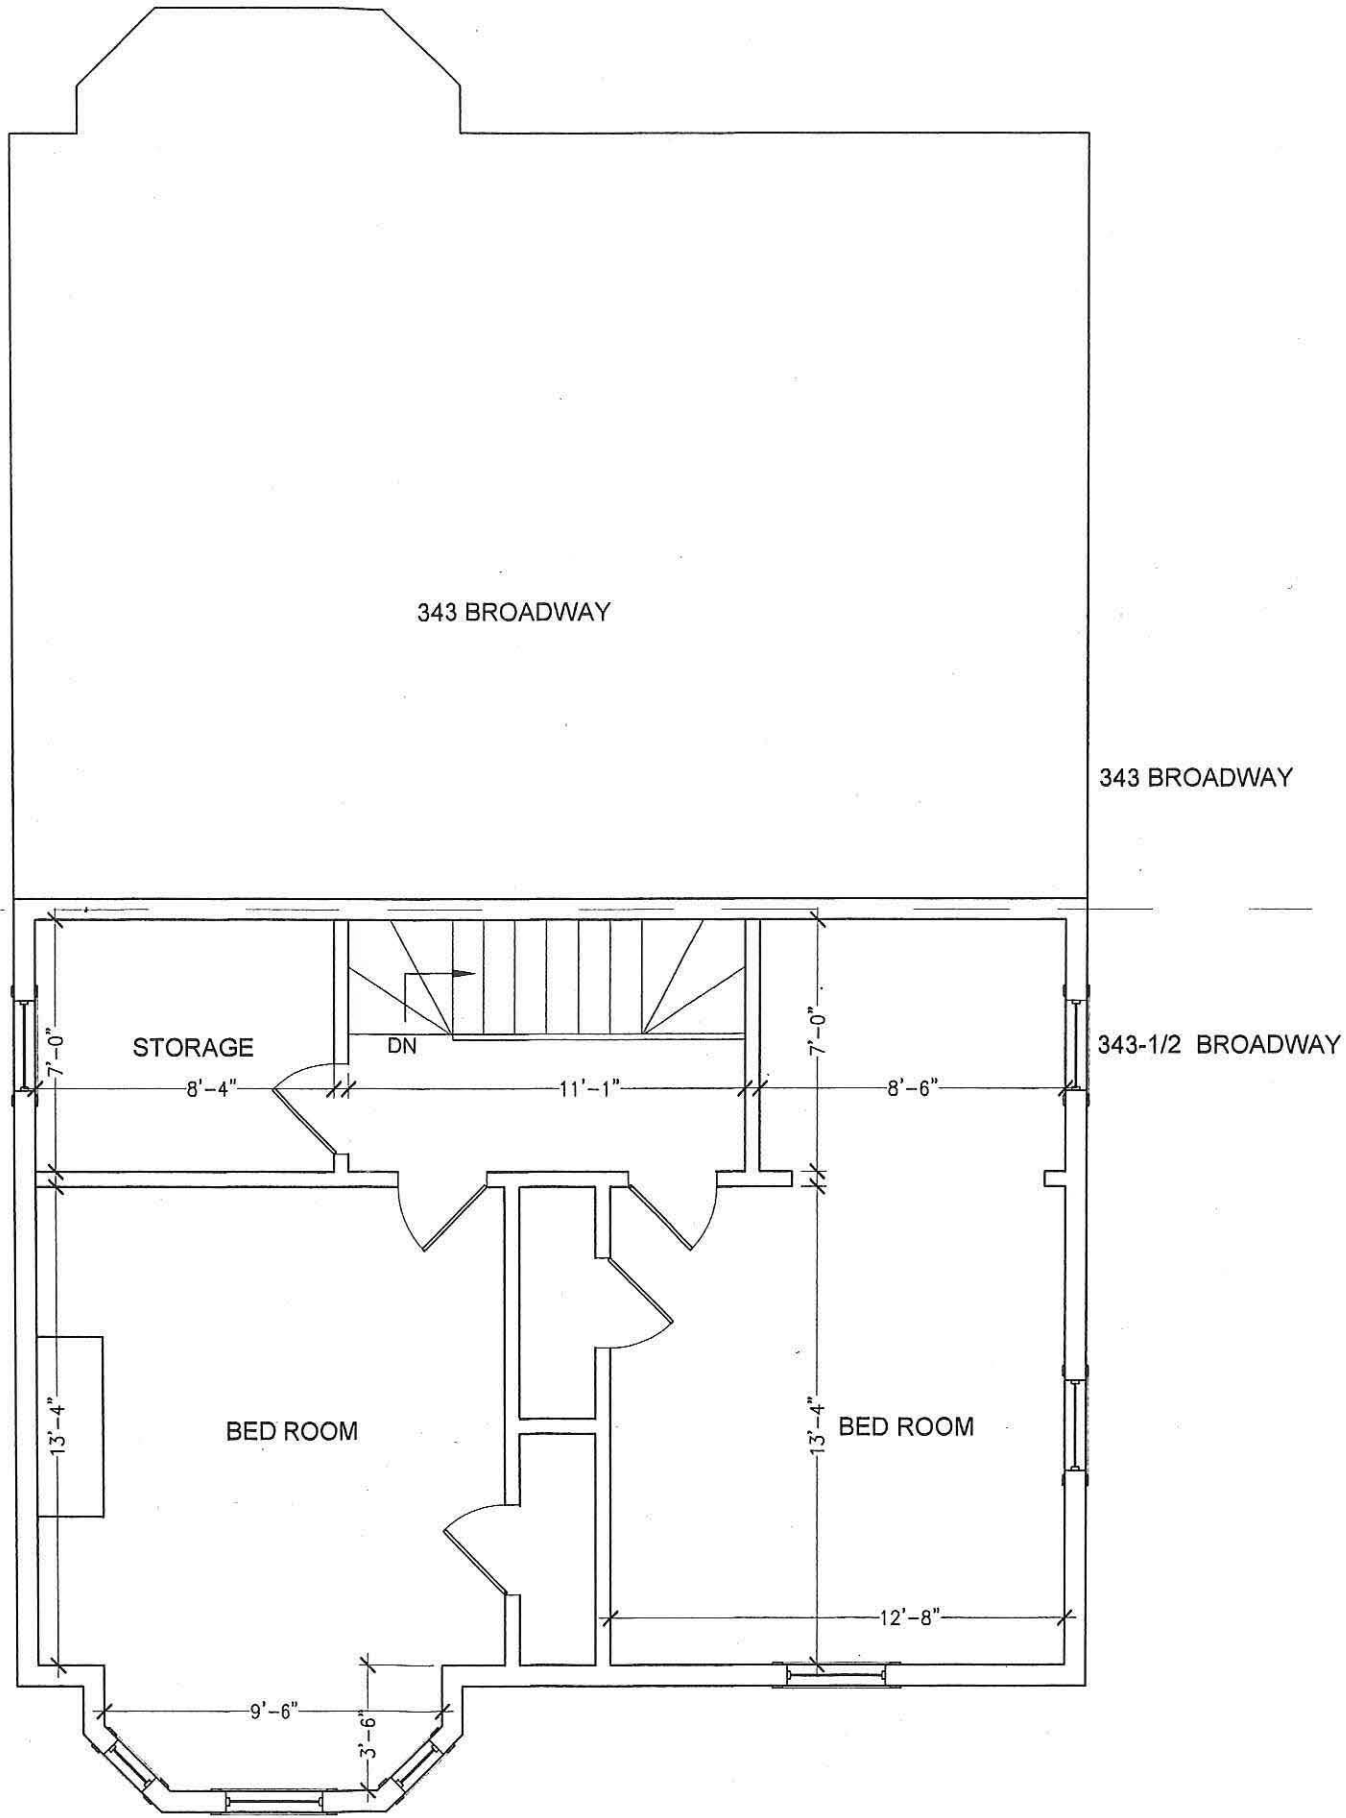 343 BROADWAY
343 BROADWAY
STORAGE
7'-0"
8'-4"
DN
11'-1"
7'-0"
8'-6"
343-1/2 BROADWAY
13'-4"
BED ROOM
13'-4"
BED ROOM
12'-8"
9'-6"
3'-6"